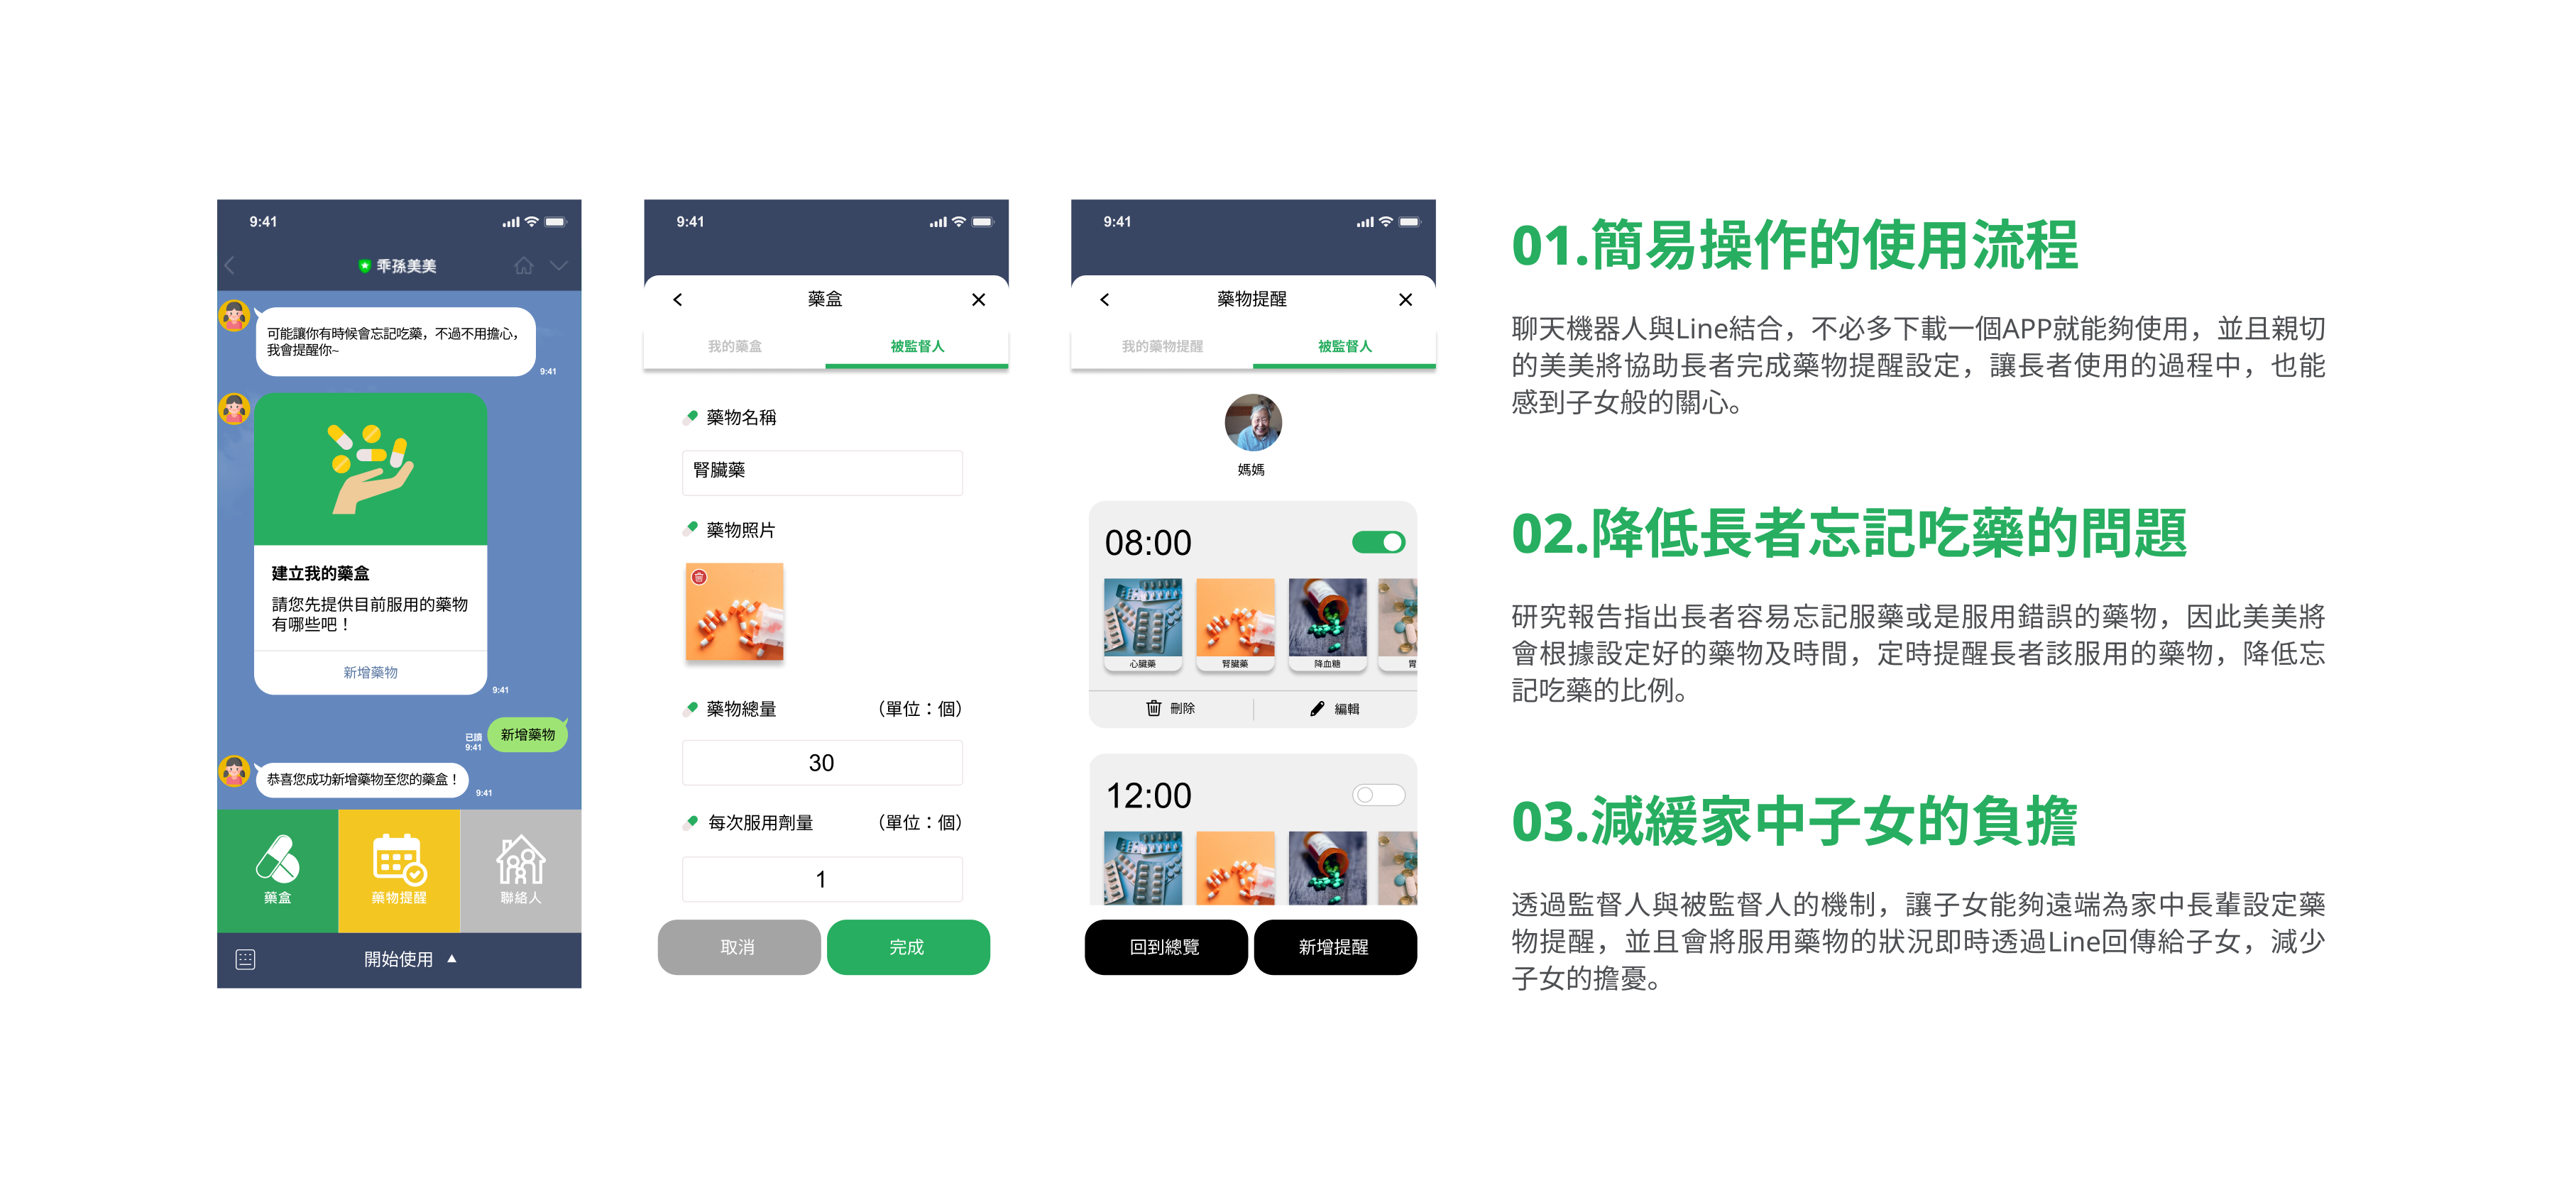 9:41
乖孫美美
可能讓你有時候會忘記吃藥，不過不用擔心，
我會提醒你~
9:41
建立我的藥盒
請您先提供目前服用的藥物
有哪些吧！
新增藥物
9:41
新增藥物
已讀
9:41
恭喜您成功新增藥物至您的藥盒！
9:41
藥盒
藥物提醒
聯絡人
開始使用 ▲
9:41
藥盒
我的藥盒
被監督人
藥物名稱
腎臟藥
藥物照片
藥物總量 （單位：個）
30
每次服用劑量 （單位：個）
1
取消
完成
9:41
藥物提醒
我的藥物提醒
被監督人
媽媽
08:00
心臟藥
腎臟藥
降血糖
胃
刪除
編輯
12:00
回到總覽
新增提醒
01.簡易操作的使用流程
聊天機器人與Line結合，不必多下載一個APP就能夠使用，並且親切
的美美將協助長者完成藥物提醒設定，讓長者使用的過程中，也能
感到子女般的關心。
02.降低長者忘記吃藥的問題
研究報告指出長者容易忘記服藥或是服用錯誤的藥物，因此美美將
會根據設定好的藥物及時間，定時提醒長者該服用的藥物，降低忘
記吃藥的比例。
03.減緩家中子女的負擔
透過監督人與被監督人的機制，讓子女能夠遠端為家中長輩設定藥
物提醒，並且會將服用藥物的狀況即時透過Line回傳給子女，減少
子女的擔憂。